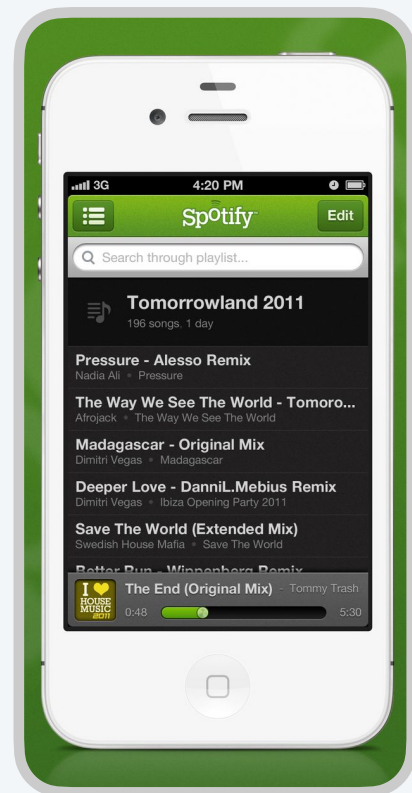 3G 4:20 PM
Spotify Edit
Search through playlist...
Tomorrowland 2011
196 songs. 1 day
Pressure - Alesso Remix
Nadia Ali • Pressure
The Way We See The World - Tomoro...
Afrojack • The Way We See The World
Madagascar - Original Mix
Dimitri Vegas • Madagascar
Deeper Love - DanniL.Mebius Remix
Dimitri Vegas • Ibiza Opening Party 2011
Save The World (Extended Mix)
Swedish House Mafia • Save The World
Better Run - Wippenberg Remix
I
HOUSE
MUSIC
2011
The End (Original Mix) - Tommy Trash
0:48 5:30